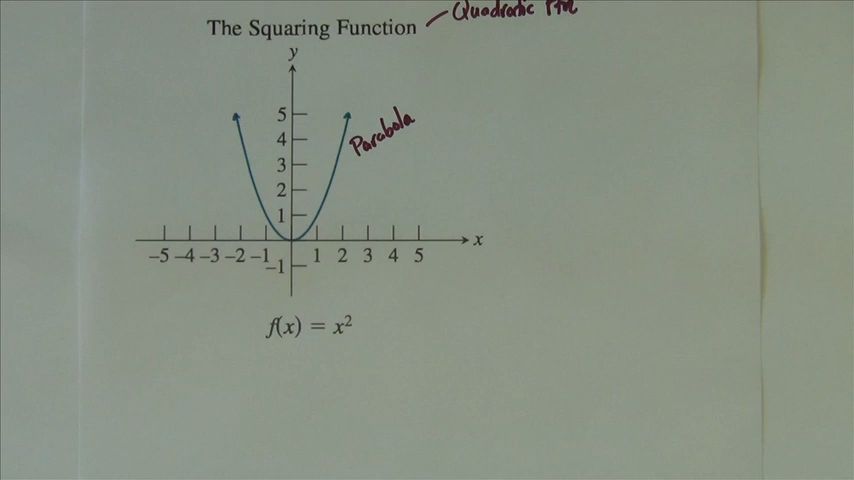 Quadratic
The Squaring Function
y
5
4
Parabola
3
2
1
x
–5 –4 –3 –2 –1 1 2 3 4 5
–1
f(x) = x²